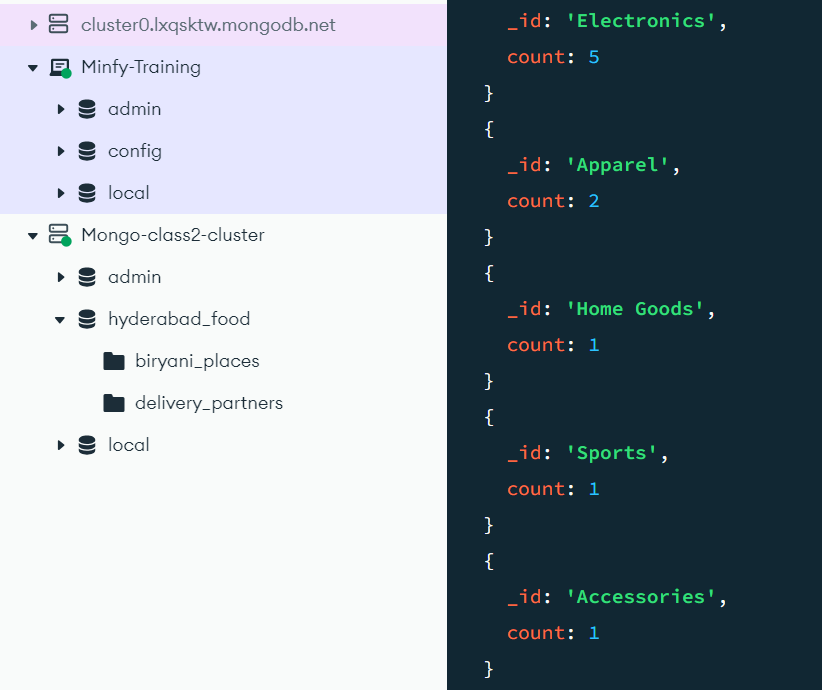 cluster0.lxqsktw.mongodb.net
Minfy-Training
admin
config
local
Mongo-class2-cluster
admin
hyderabad_food
biryani_places
delivery_partners
local
_id: 'Electronics',
count: 5
}
{
_id: 'Apparel',
count: 2
}
{
_id: 'Home Goods',
count: 1
}
{
_id: 'Sports',
count: 1
}
{
_id: 'Accessories',
count: 1
}